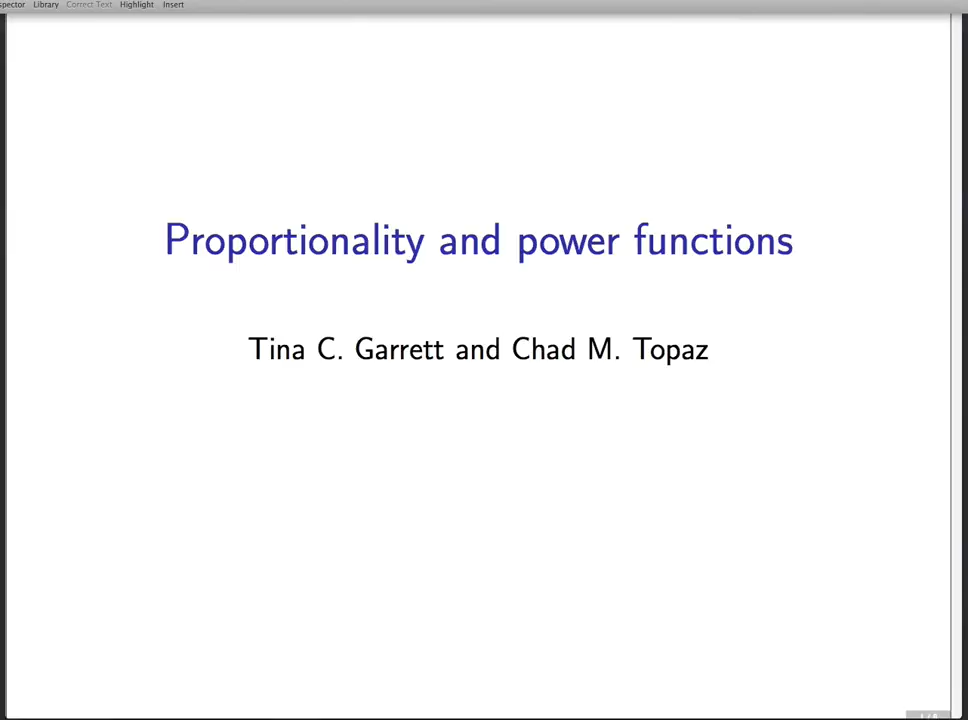 Library Correct Text Highlight Insert
Proportionality and power functions
Tina C. Garrett and Chad M. Topaz